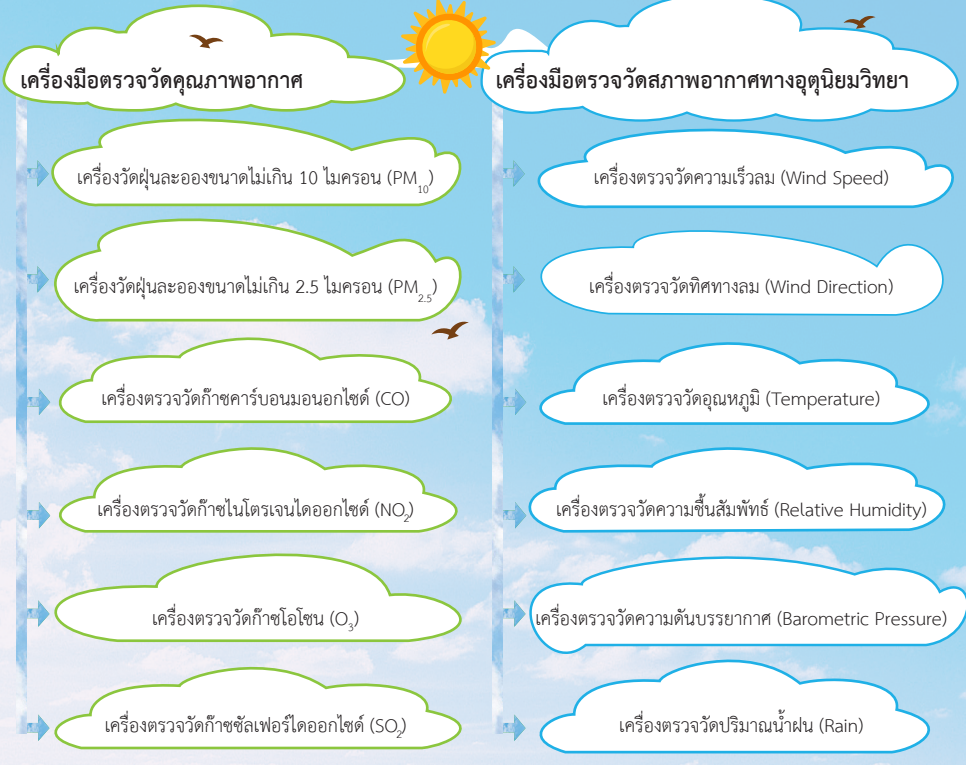 เครื่องมือตรวจวัดคุณภาพอากาศ
เครื่องวัดฝุ่นละอองขนาดไม่เกิน 10 ไมครอน (PM₁₀)
เครื่องวัดฝุ่นละอองขนาดไม่เกิน 2.5 ไมครอน (PM₂.₅)
เครื่องตรวจวัดก๊าซคาร์บอนมอนอกไซด์ (CO)
เครื่องตรวจวัดก๊าซไนโตรเจนไดออกไซด์ (NO₂)
เครื่องตรวจวัดก๊าซโอโซน (O₃)
เครื่องตรวจวัดก๊าซซัลเฟอร์ไดออกไซด์ (SO₂)
เครื่องมือตรวจวัดสภาพอากาศทางอุตุนิยมวิทยา
เครื่องตรวจวัดความเร็วลม (Wind Speed)
เครื่องตรวจวัดทิศทางลม (Wind Direction)
เครื่องตรวจวัดอุณหภูมิ (Temperature)
เครื่องตรวจวัดความชื้นสัมพัทธ์ (Relative Humidity)
เครื่องตรวจวัดความดันบรรยากาศ (Barometric Pressure)
เครื่องตรวจวัดปริมาณน้ำฝน (Rain)